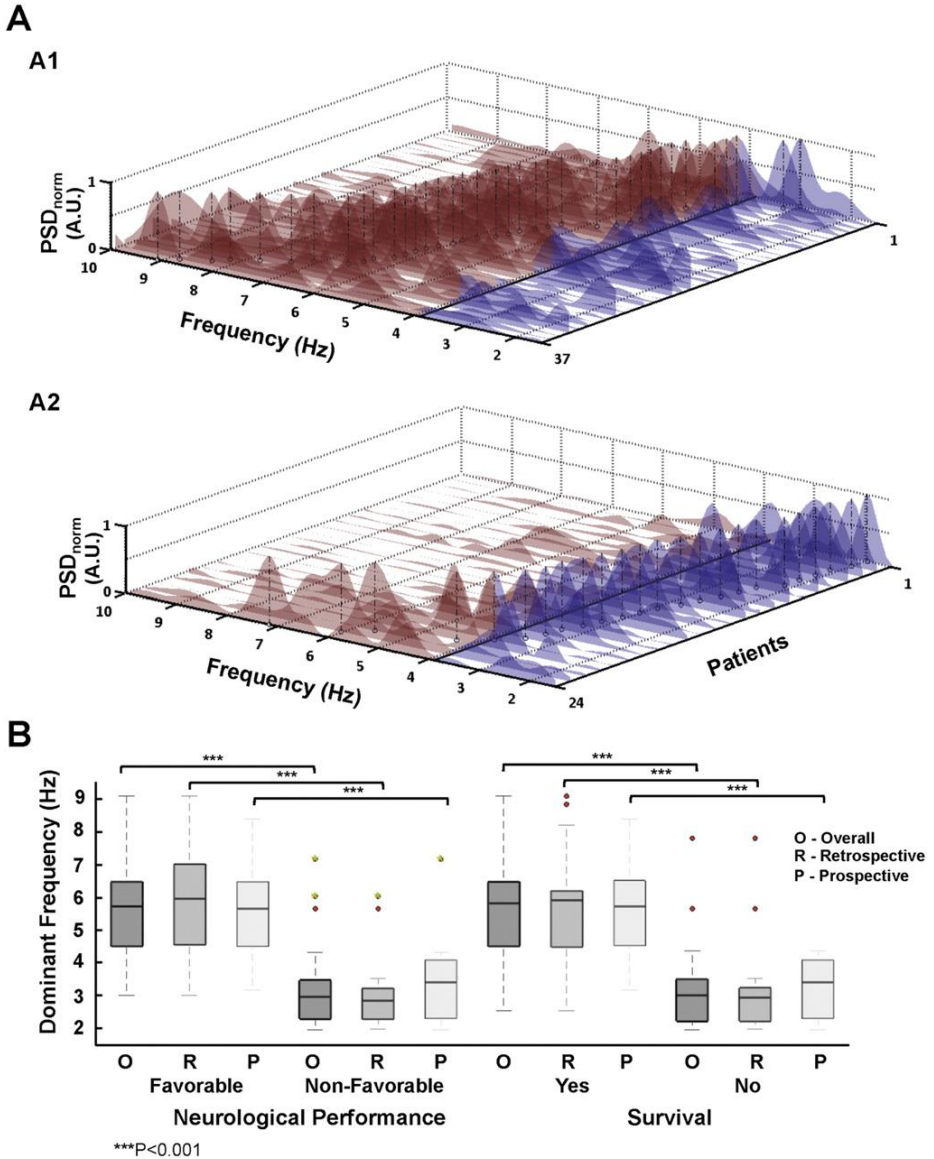 A
A1
PSDnorm
(A.U.)
1
0
10
9
8
7
6
5
4
3
2
Frequency (Hz)
1
37
A2
PSDnorm
(A.U.)
1
0
10
9
8
7
6
5
4
3
2
Frequency (Hz)
Patients
1
24
B
Dominant Frequency (Hz)
9
8
7
6
5
4
3
2
***
***
***
***
***
***
O - Overall
R - Retrospective
P - Prospective
O R P O R P O R P O R P
Favorable Non-Favorable Yes No
Neurological Performance Survival
***P<0.001